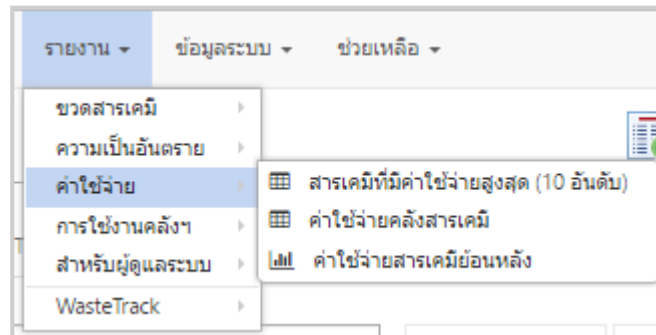 รายงาน ข้อมูลระบบ ช่วยเหลือ
ขวดสารเคมี
ความเป็นอันตราย
ค่าใช้จ่าย
สารเคมีที่มีค่าใช้จ่ายสูงสุด (10 อันดับ)
การใช้งานคลังฯ
ค่าใช้จ่ายคลังสารเคมี
สำหรับผู้ดูแลระบบ
ค่าใช้จ่ายสารเคมีย้อนหลัง
WasteTrack